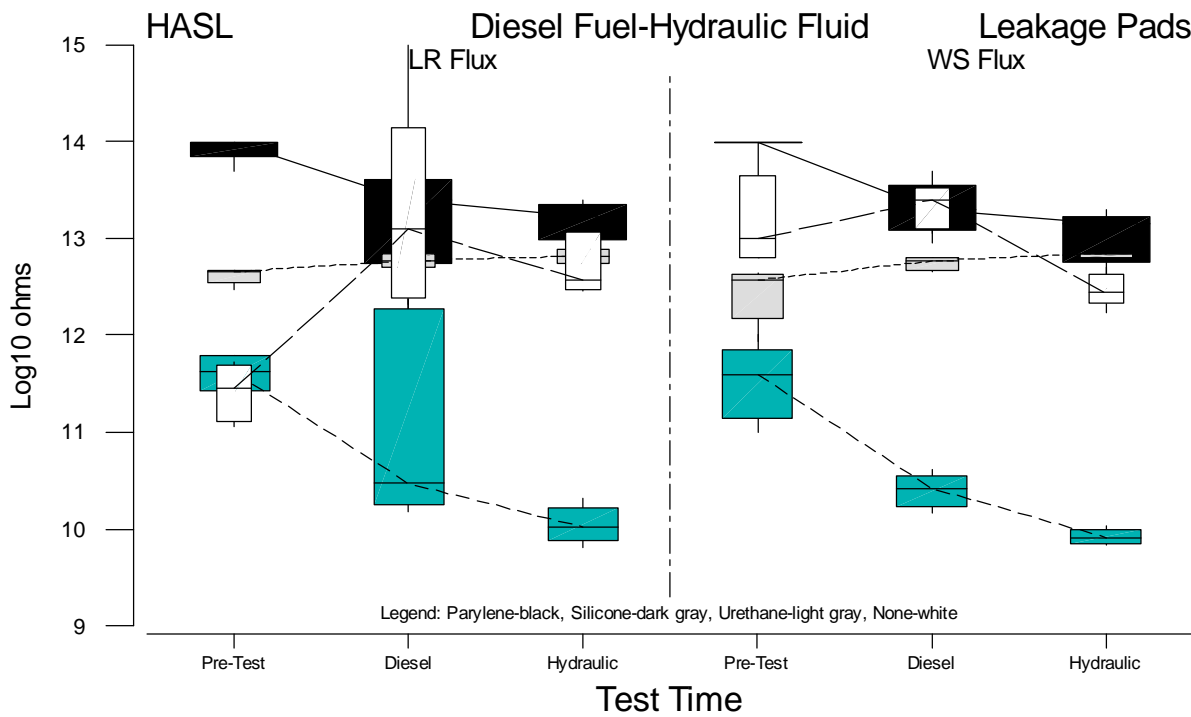 HASL Diesel Fuel-Hydraulic Fluid Leakage Pads
LR Flux WS Flux
15
14
13
12
11
10
9
Log10 ohms
Legend: Parylene-black, Silicone-dark gray, Urethane-light gray, None-white
Pre-Test Diesel Hydraulic Pre-Test Diesel Hydraulic
Test Time